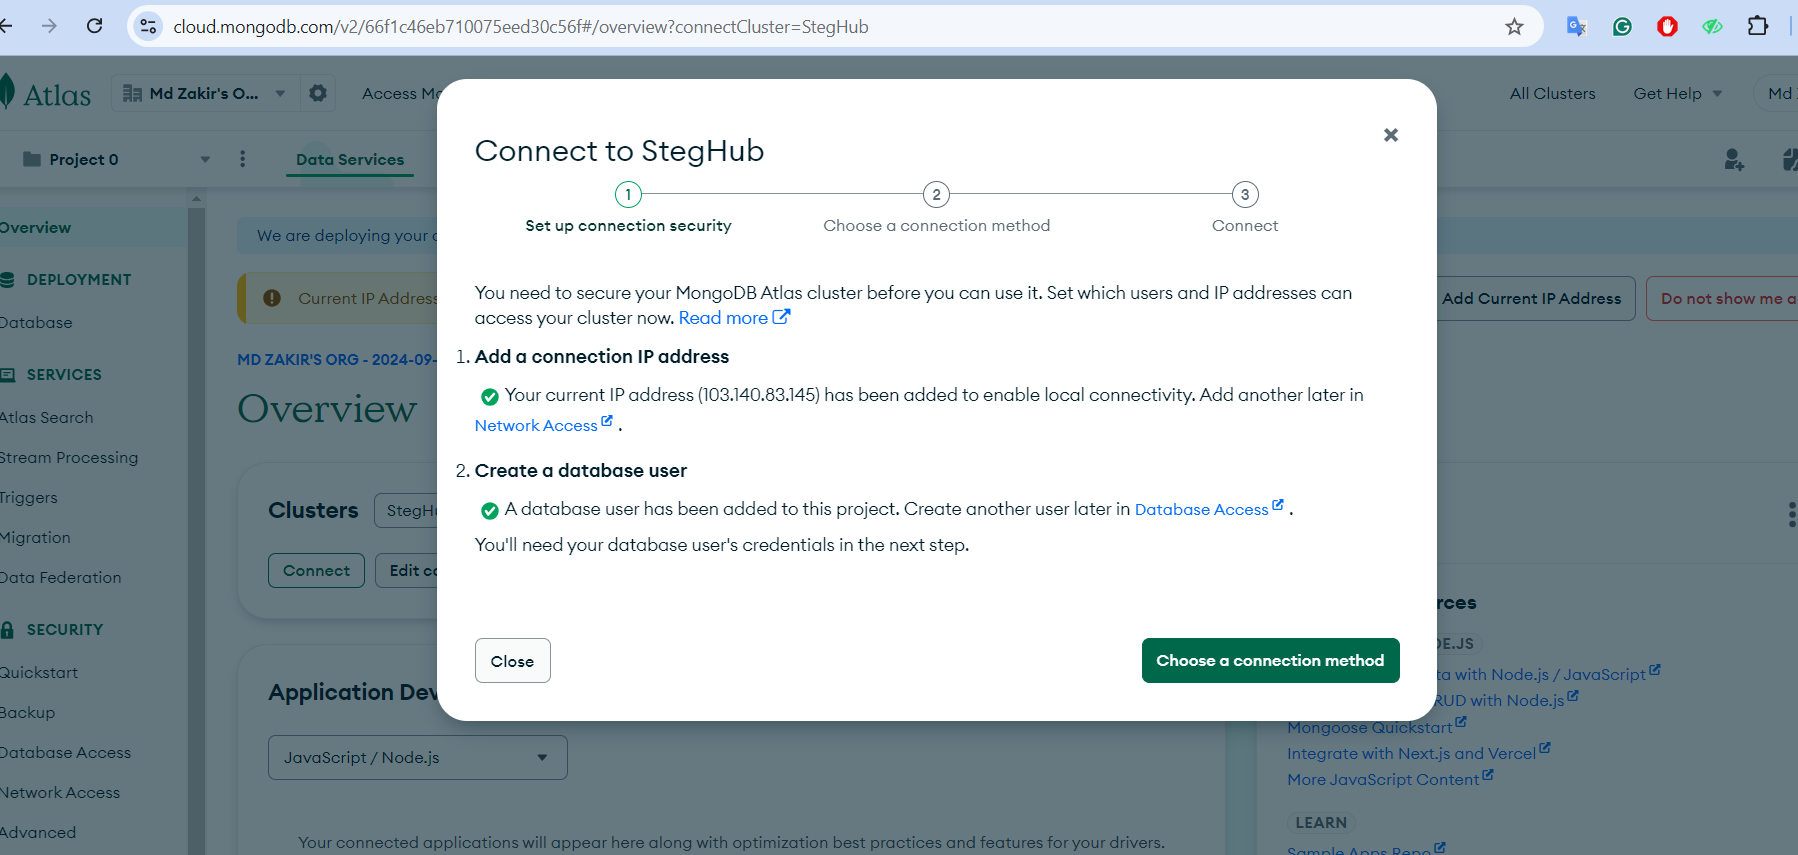 cloud.mongodb.com/v2/66f1c46eb710075eed30c56f#/overview?connectCluster=StegHub
Atlas
Md Zakir's O...
Access
All Clusters
Get Help
Md
Project 0
Data Services
Connect to StegHub
1
2
3
Set up connection security
Choose a connection method
Connect
Overview
We are deploying your
DEPLOYMENT
Current IP Address
Add Current IP Address
Do not show me
Database
You need to secure your MongoDB Atlas cluster before you can use it. Set which users and IP addresses can
access your cluster now. Read more
MD ZAKIR'S ORG - 2024-09-
1. Add a connection IP address
SERVICES
Your current IP address (103.140.83.145) has been added to enable local connectivity. Add another later in
Network Access .
Overview
Atlas Search
Stream Processing
2. Create a database user
Triggers
Clusters
A database user has been added to this project. Create another user later in Database Access .
Migration
You'll need your database user's credentials in the next step.
Connect
Edit
Data Federation
SECURITY
Close
Choose a connection method
Quickstart
Application
ta with Node.js / JavaScript
RUD with Node.js
Backup
Mongoose Quickstart
Database Access
JavaScript / Node.js
Integrate with Next.js and Vercel
More JavaScript Content
Network Access
Advanced
LEARN
Your connected applications will appear here along with optimization best practices and features for your drivers.
Sample Apps Repo